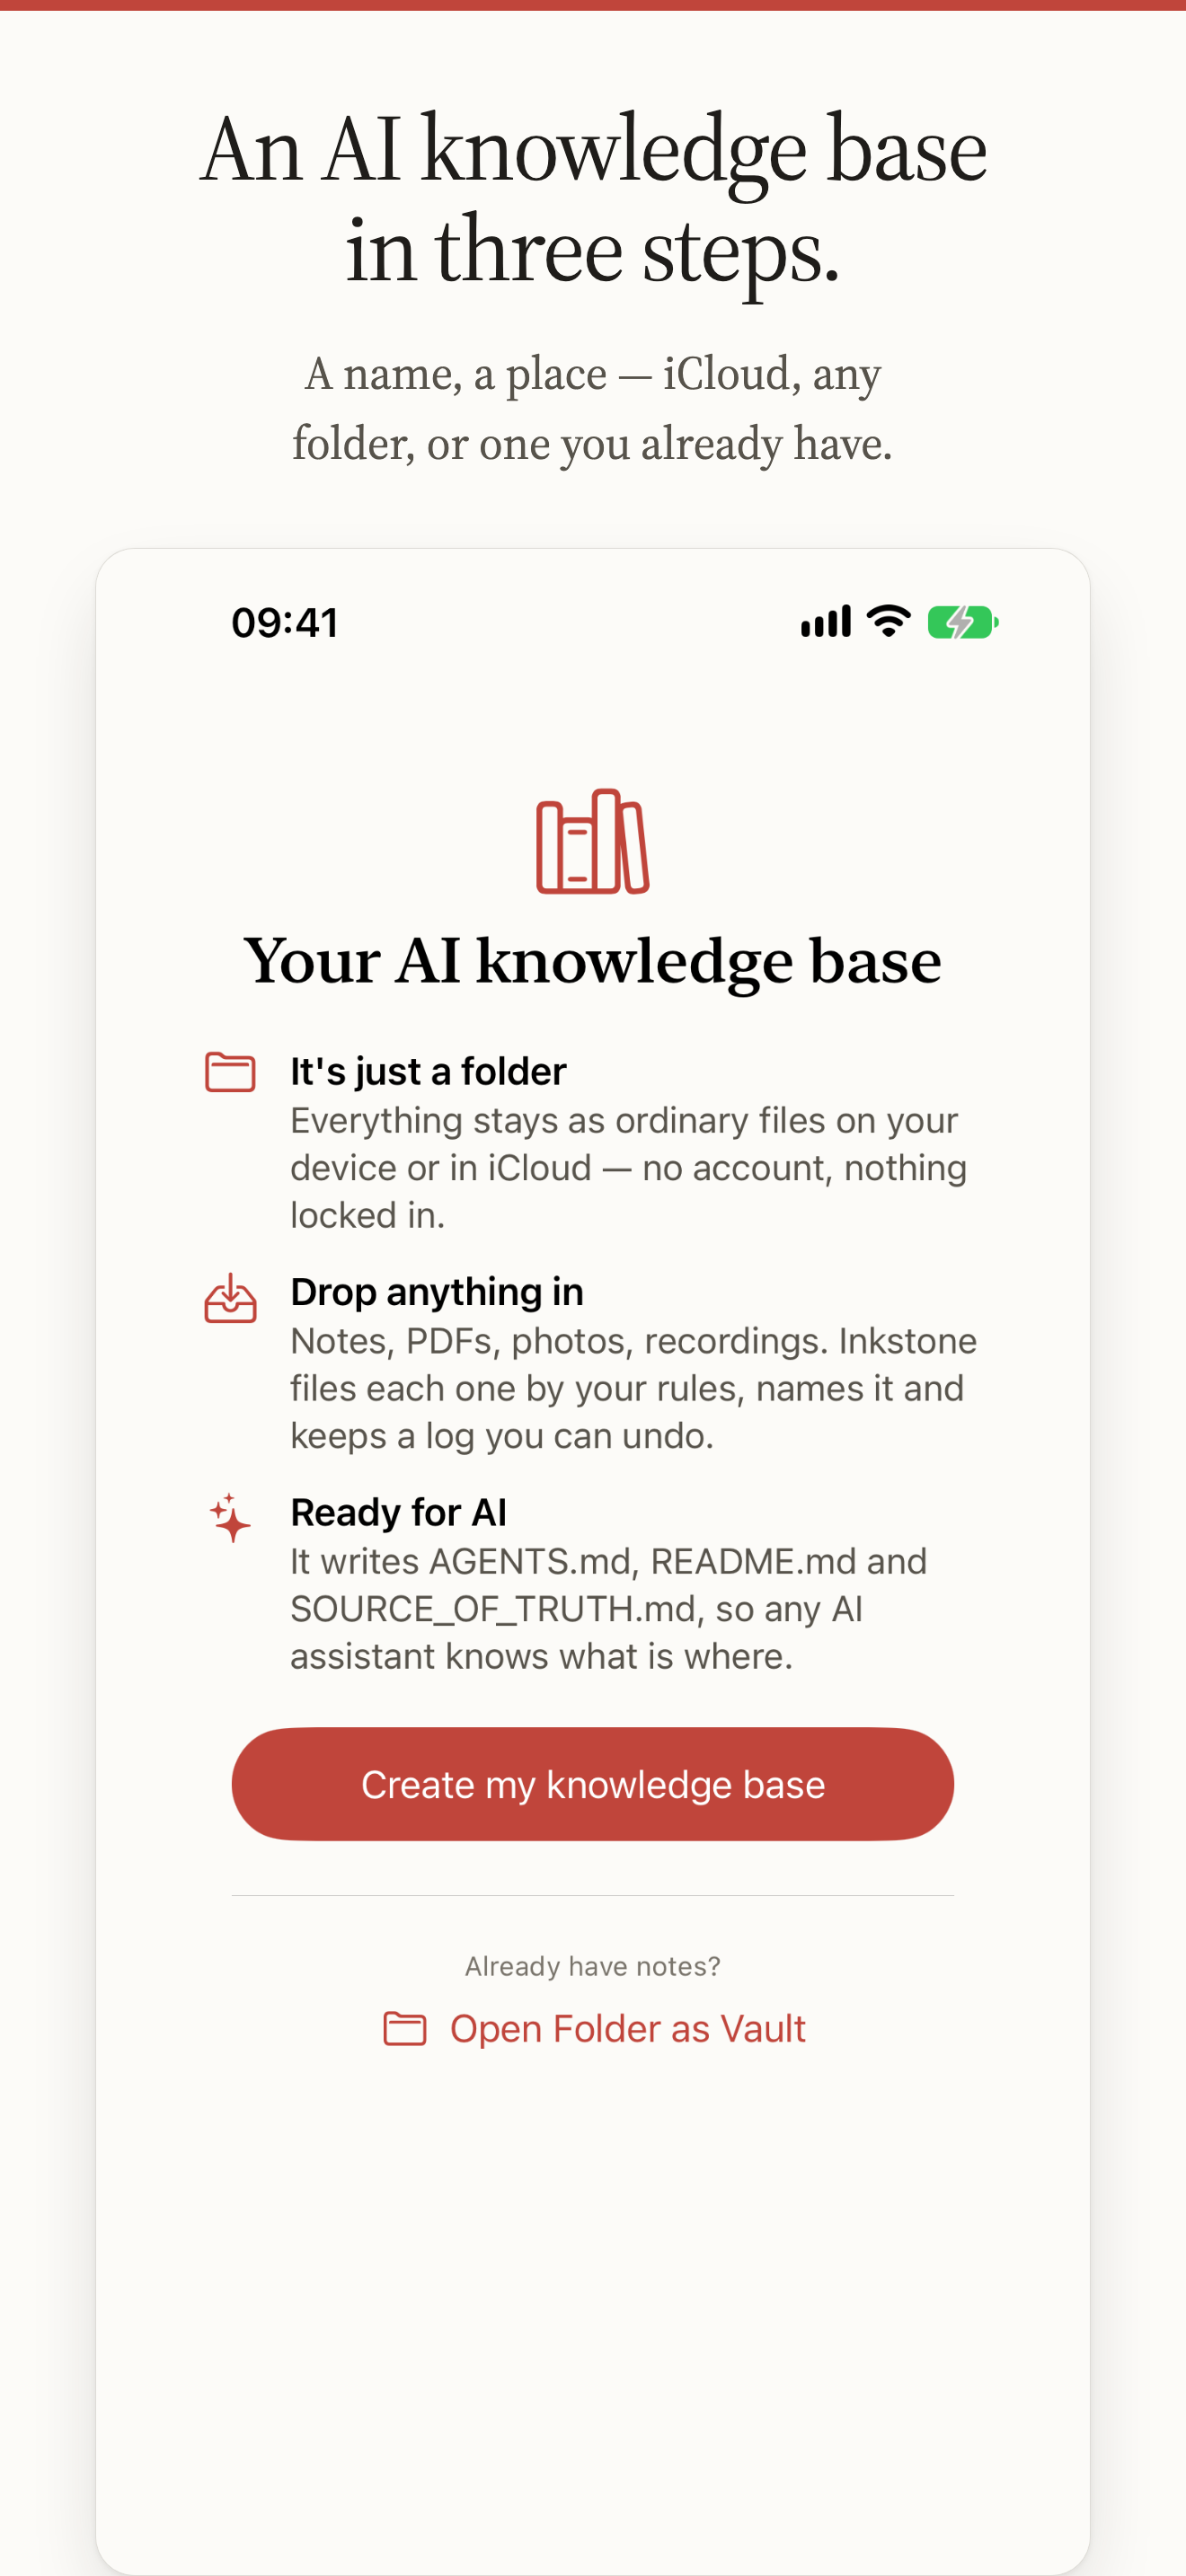 An AI knowledge base
in three steps.
A name, a place — iCloud, any
folder, or one you already have.
09:41
Your AI knowledge base
It's just a folder
Everything stays as ordinary files on your
device or in iCloud — no account, nothing
locked in.
Drop anything in
Notes, PDFs, photos, recordings. Inkstone
files each one by your rules, names it and
keeps a log you can undo.
Ready for AI
It writes AGENTS.md, README.md and
SOURCE_OF_TRUTH.md, so any AI
assistant knows what is where.
Create my knowledge base
Already have notes?
Open Folder as Vault